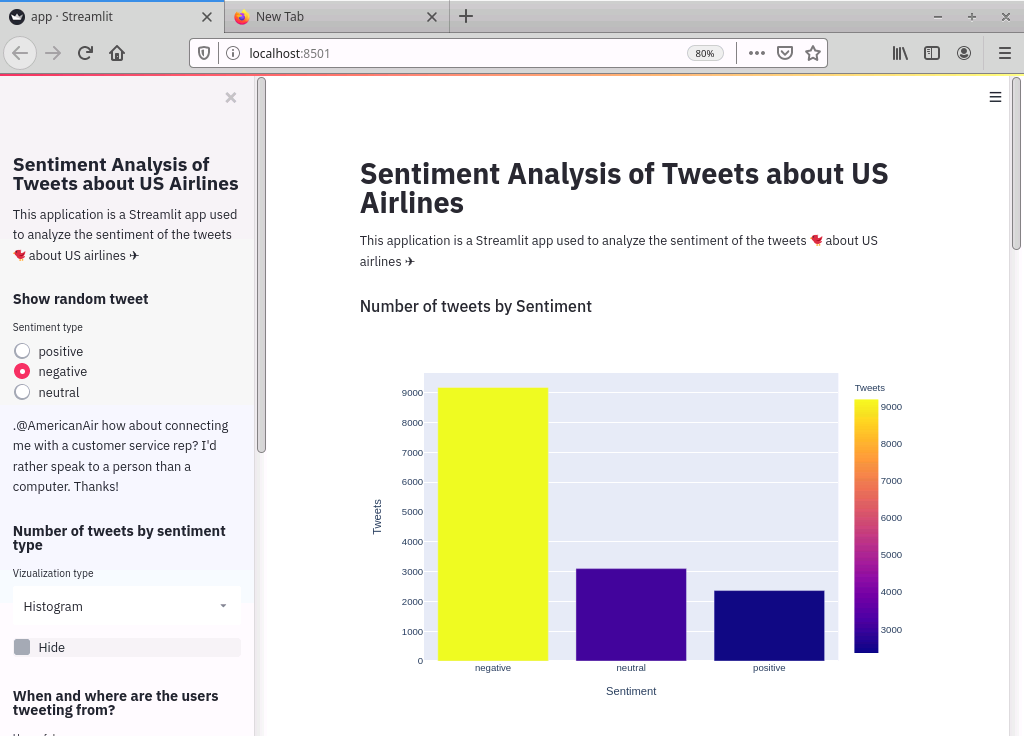 app · Streamlit
New Tab
localhost:8501
80%
Sentiment Analysis of
Tweets about US Airlines
This application is a Streamlit app used
to analyze the sentiment of the tweets
🐦 about US airlines ✈
Show random tweet
Sentiment type
positive
negative
neutral
.@AmericanAir how about connecting
me with a customer service rep? I'd
rather speak to a person than a
computer. Thanks!
Number of tweets by sentiment
type
Vizualization type
Histogram
Hide
When and where are the users
tweeting from?
Sentiment Analysis of Tweets about US
Airlines
This application is a Streamlit app used to analyze the sentiment of the tweets 🐦 about US
airlines ✈
Number of tweets by Sentiment
Tweets
9000
8000
7000
6000
5000
4000
3000
2000
1000
0
negative
neutral
positive
Sentiment
Tweets
9000
8000
7000
6000
5000
4000
3000